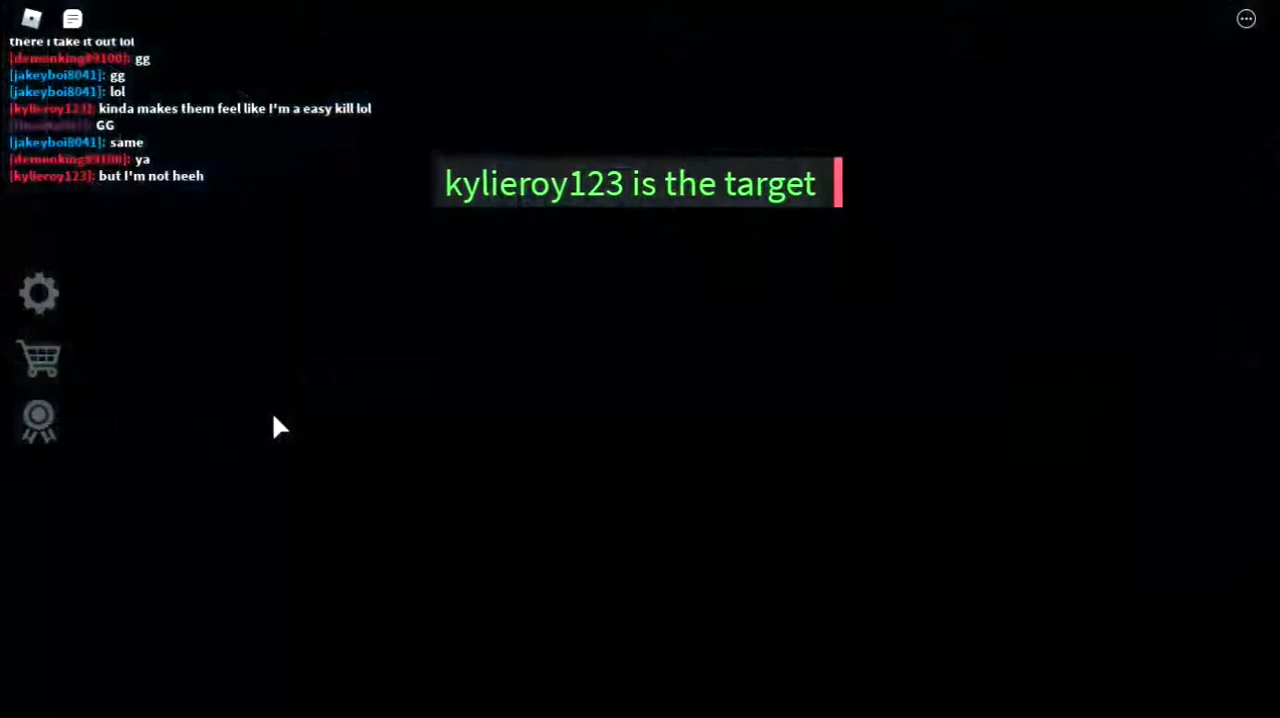 there i take it out lol
[demonking89100]: gg
[jakeyboi8041]: gg
[jakeyboi8041]: lol
[kylieroy123]: kinda makes them feel like I'm a easy kill lol
GG
[jakeyboi8041]: same
[demonking89100]: ya
[kylieroy123]: but I'm not heeh
kylieroy123 is the target